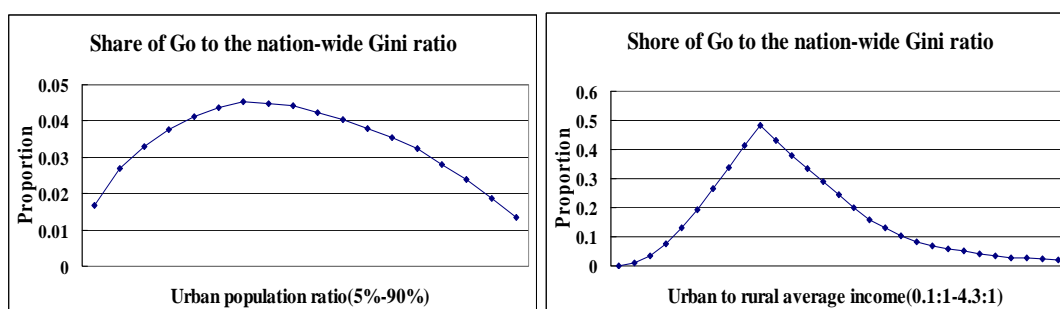 Share of Go to the nation-wide Gini ratio
0.05
0.04
0.03
0.02
0.01
0
Proportion
Urban population ratio(5%-90%)
Shore of Go to the nation-wide Gini ratio
0.6
0.5
0.4
0.3
0.2
0.1
0
Proportion
Urban to rural average income(0.1:1-4.3:1)